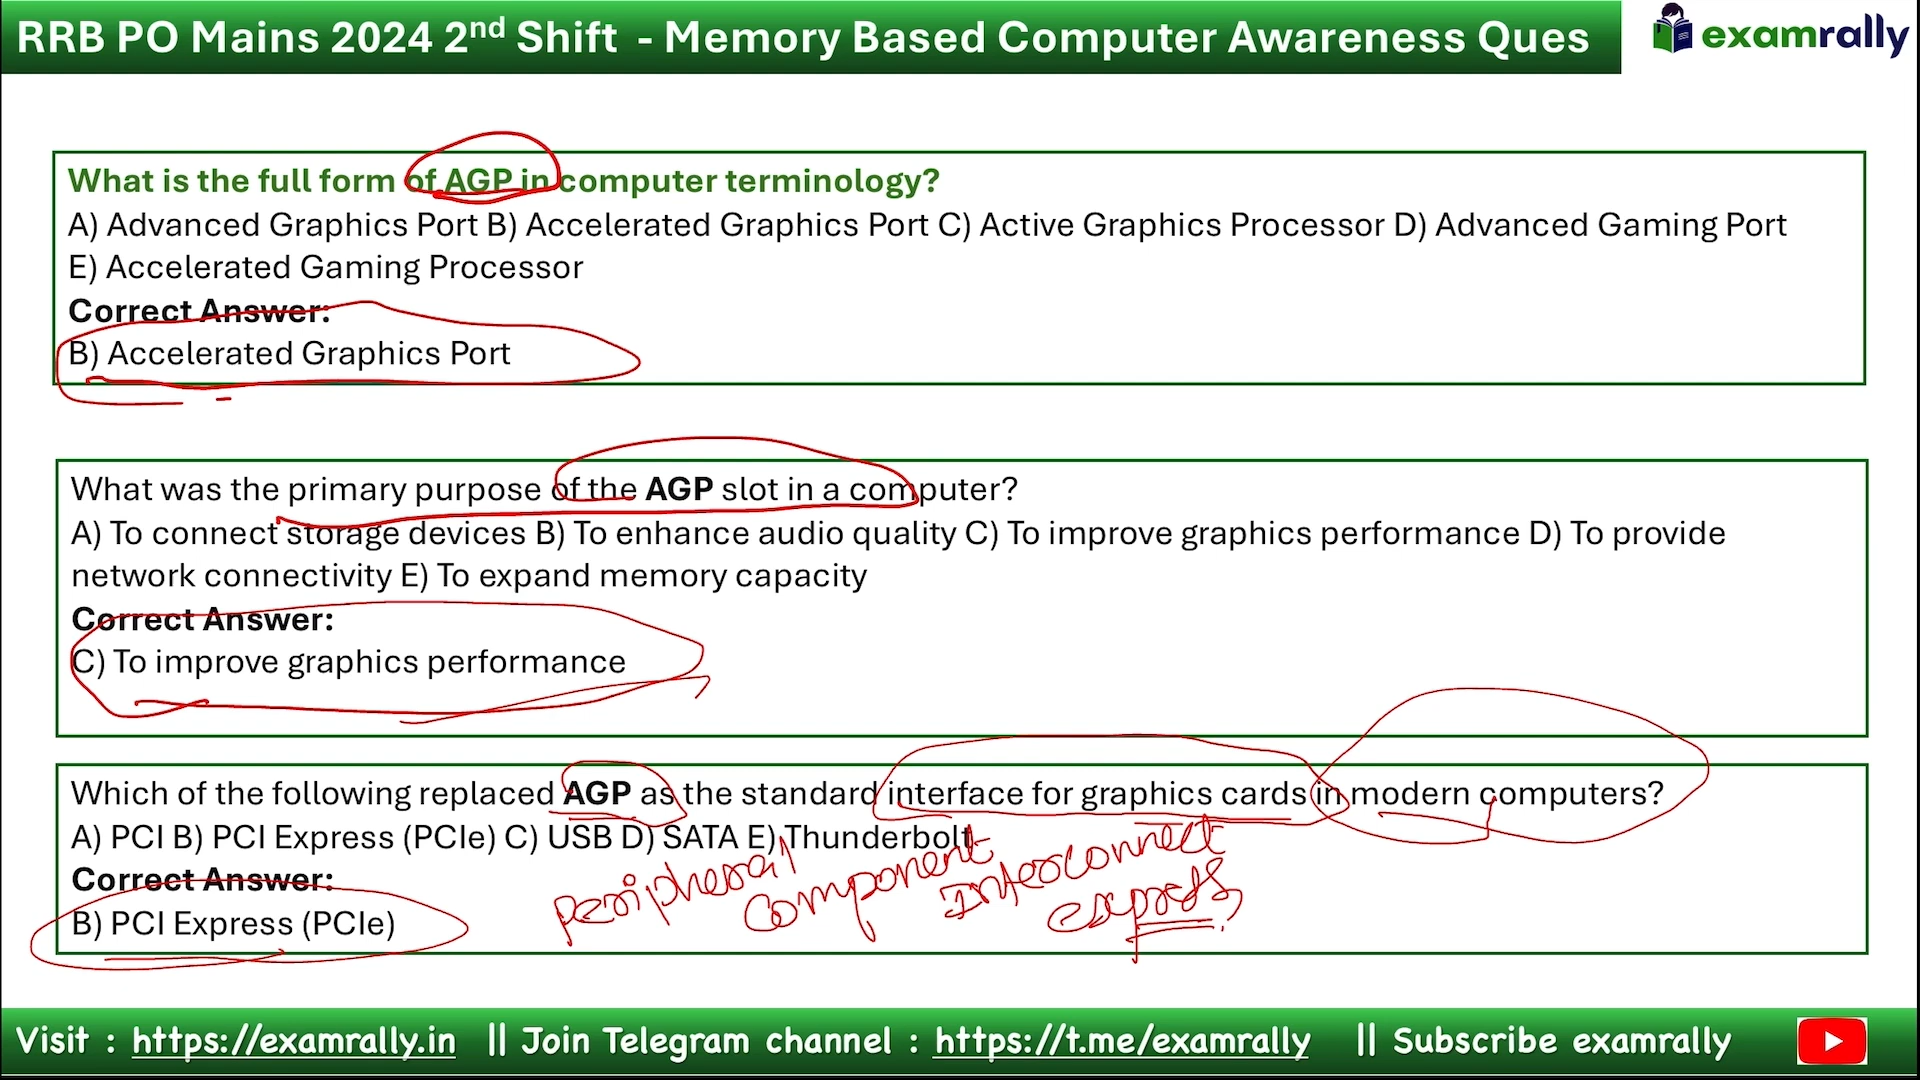 RRB PO Mains 2024 2nd Shift - Memory Based Computer Awareness Ques
examrally
What is the full form of AGP in computer terminology?
A) Advanced Graphics Port B) Accelerated Graphics Port C) Active Graphics Processor D) Advanced Gaming Port
E) Accelerated Gaming Processor
Correct Answer:
B) Accelerated Graphics Port
What was the primary purpose of the AGP slot in a computer?
A) To connect storage devices B) To enhance audio quality C) To improve graphics performance D) To provide
network connectivity E) To expand memory capacity
Correct Answer:
C) To improve graphics performance
Which of the following replaced AGP as the standard interface for graphics cards in modern computers?
A) PCI B) PCI Express (PCIe) C) USB D) SATA E) Thunderbolt
Correct Answer:
B) PCI Express (PCIe)
Peripheral Component Interconnect express
Visit : https://examrally.in || Join Telegram channel : https://t.me/examrally || Subscribe examrally